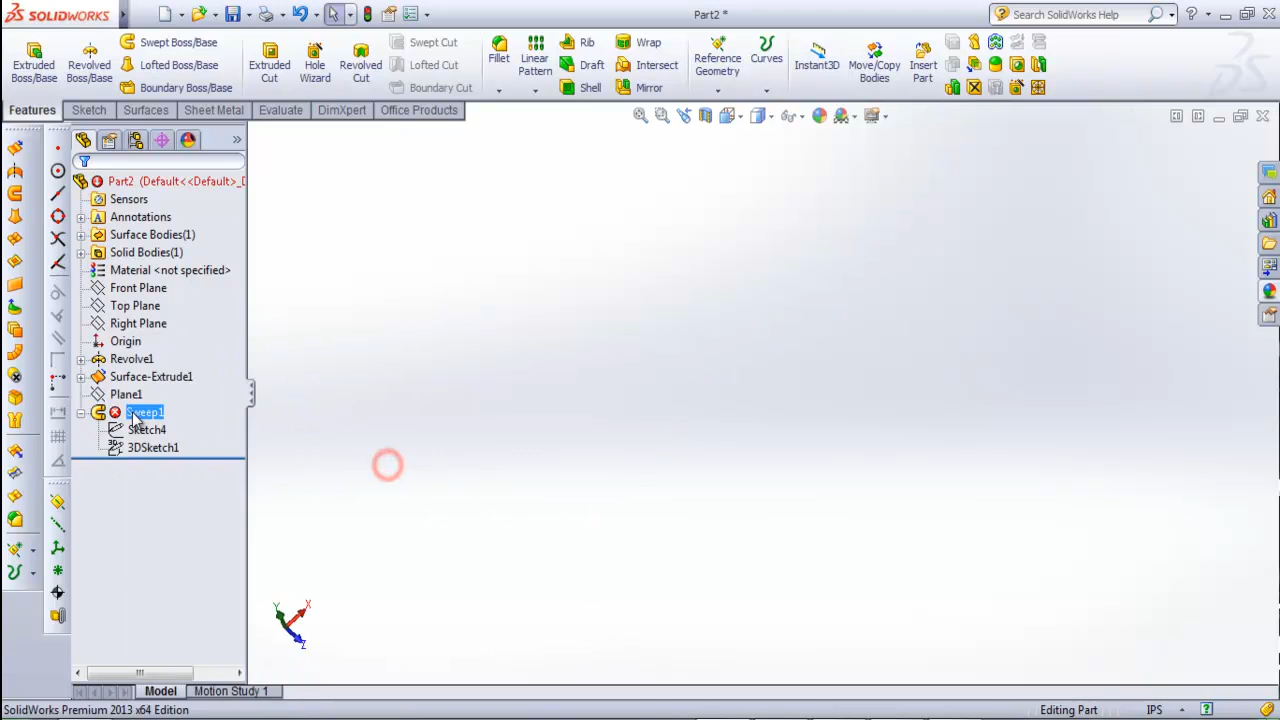 SOLIDWORKS
Part2 *
Search SolidWorks Help
Extruded
Boss/Base
Revolved
Boss/Base
Swept Boss/Base
Lofted Boss/Base
Boundary Boss/Base
Extruded
Cut
Hole
Wizard
Revolved
Cut
Swept Cut
Lofted Cut
Boundary Cut
Fillet
Linear
Pattern
Rib
Draft
Shell
Wrap
Intersect
Mirror
Reference
Geometry
Curves
Instant3D
Move/Copy
Bodies
Insert
Part
Features
Sketch
Surfaces
Sheet Metal
Evaluate
DimXpert
Office Products
Part2 (Default<<Default>_D
Sensors
Annotations
Surface Bodies(1)
Solid Bodies(1)
Material <not specified>
Front Plane
Top Plane
Right Plane
Origin
Revolve1
Surface-Extrude1
Plane1
Sweep1
Sketch4
3DSketch1
Y
X
Z
Model
Motion Study 1
SolidWorks Premium 2013 x64 Edition
Editing Part
IPS